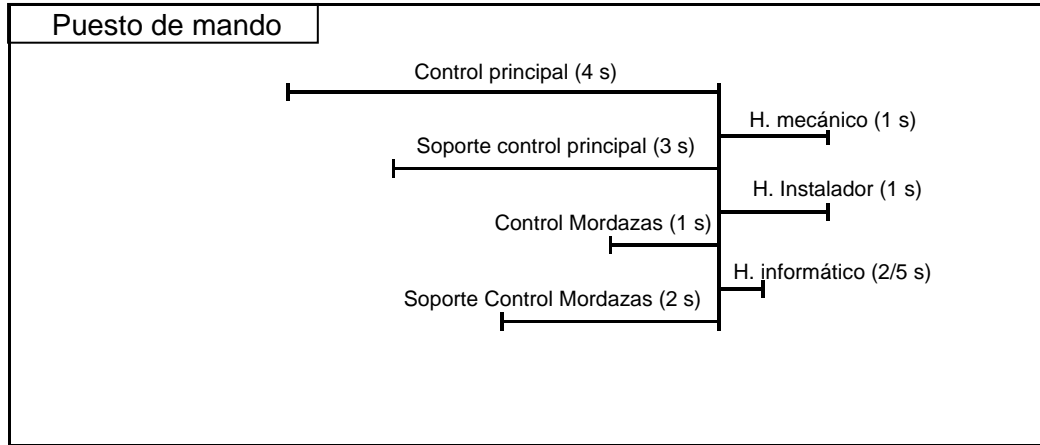 Puesto de mando
Control principal (4 s)
H. mecánico (1 s)
Soporte control principal (3 s)
H. Instalador (1 s)
Control Mordazas (1 s)
H. informático (2/5 s)
Soporte Control Mordazas (2 s)